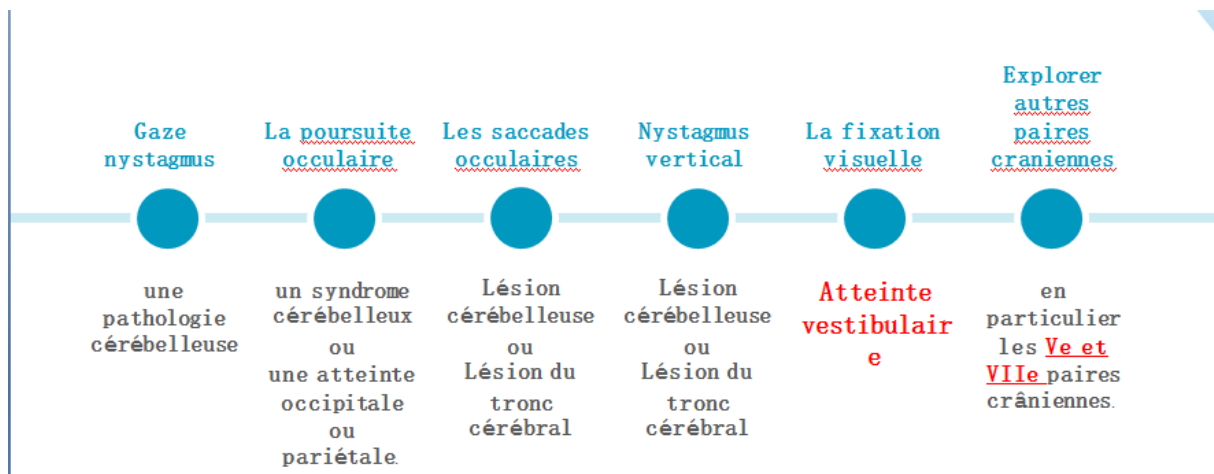 Gaze
nystagmus
La poursuite
occulaire
Les saccades
occulaires
Nystagmus
vertical
La fixation
visuelle
Explorer
autres
paires
craniennes
une
pathologie
cérébelleuse
un syndrome
cérébelleux
ou
une atteinte
occipitale
ou
pariétale.
Lésion
cérébelleuse
ou
Lésion du
tronc
cérébral
Lésion
cérébelleuse
ou
Lésion du
tronc
cérébral
Atteinte
vestibulair
e
en
particulier
les Ve et
VIIe paires
crâniennes.